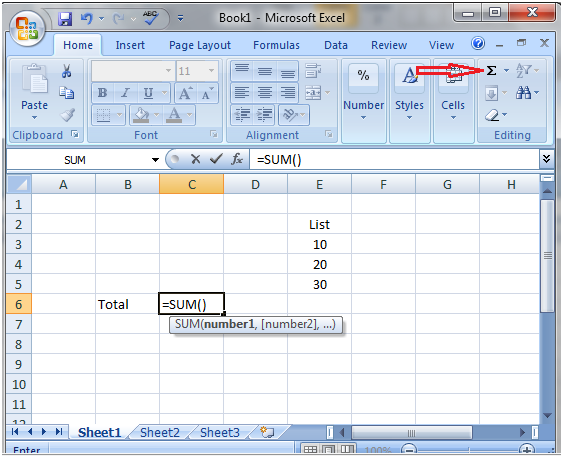 Book1 - Microsoft Excel
Home Insert Page Layout Formulas Data Review View
11
Paste
B I U
A A
%
Number
A
Styles
Cells
Σ
A
Z
Clipboard Font Alignment Editing
SUM fx =SUM()
A B C D E F G H
1
2 List
3 10
4 20
5 30
6 Total =SUM()
7 SUM(number1, [number2], ...)
8
9
10
11
12
Sheet1 Sheet2 Sheet3
Enter 100%